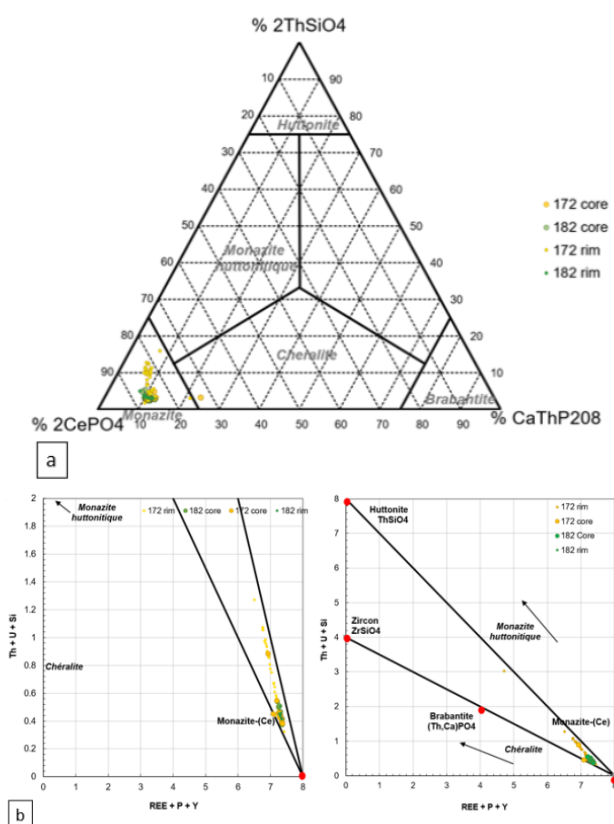 % 2ThSiO4
10 90
20 80
Huttonite
30 70
40 60
50 50
Monazite
huttonitique
60 40
70 30
80 20
Cheralite
90 10
Brabantite
% 2CePO4 Monazite % CaThP208
10 20 30 40 50 60 70 80 90
172 core
182 core
172 rim
182 rim
a
2
1.8
1.6
1.4
1.2
1
0.8
0.6
0.4
0.2
0
Th + U + Si
Monazite
huttonitique
172 rim 182 core 172 core 182 rim
Chéralite
Monazite-(Ce)
0 1 2 3 4 5 6 7 8
REE + P + Y
b
8
7
6
5
4
3
2
1
0
Th + U + Si
Huttonite
ThSiO4
172 rim
172 core
182 Core
182 rim
Zircon
ZrSiO4
Monazite
huttonitique
Brabantite
(Th,Ca)PO4
Monazite-(Ce)
Chéralite
0 1 2 3 4 5 6 7 8
REE + P + Y